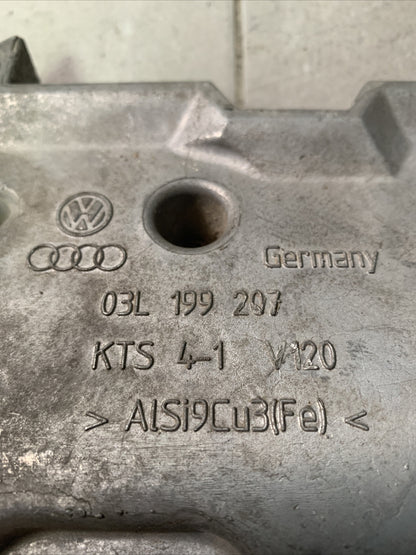 Germany
03L 199 207
KTS 4-1 V120
> AlSi9Cu3(Fe) <